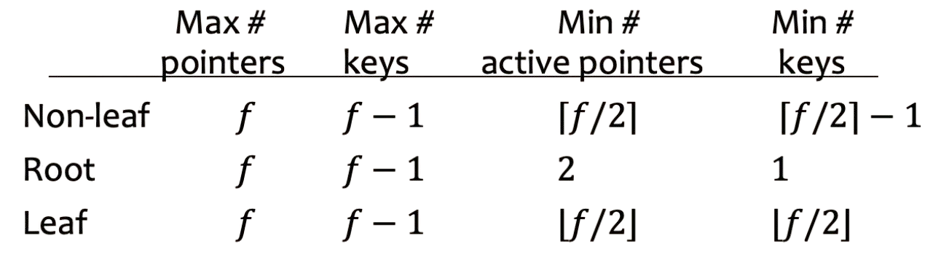 Max # Max # Min # Min #
pointers keys active pointers keys
Non-leaf f f − 1 ⌈f/2⌉ ⌈f/2⌉ − 1
Root f f − 1 2 1
Leaf f f − 1 ⌊f/2⌋ ⌊f/2⌋